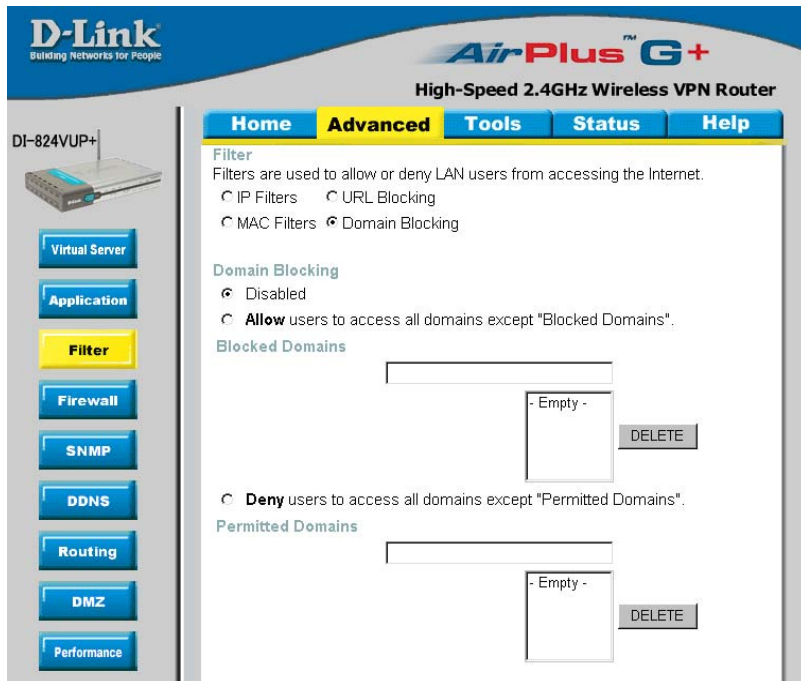 D-Link
Building Networks for People
AirPlus™ G+
High-Speed 2.4GHz Wireless VPN Router
DI-824VUP+
Home Advanced Tools Status Help
Filter
Filters are used to allow or deny LAN users from accessing the Internet.
IP Filters URL Blocking
MAC Filters Domain Blocking
Domain Blocking
Disabled
Allow users to access all domains except "Blocked Domains".
Blocked Domains
- Empty -
DELETE
Deny users to access all domains except "Permitted Domains".
Permitted Domains
- Empty -
DELETE
Virtual Server
Application
Filter
Firewall
SNMP
DDNS
Routing
DMZ
Performance